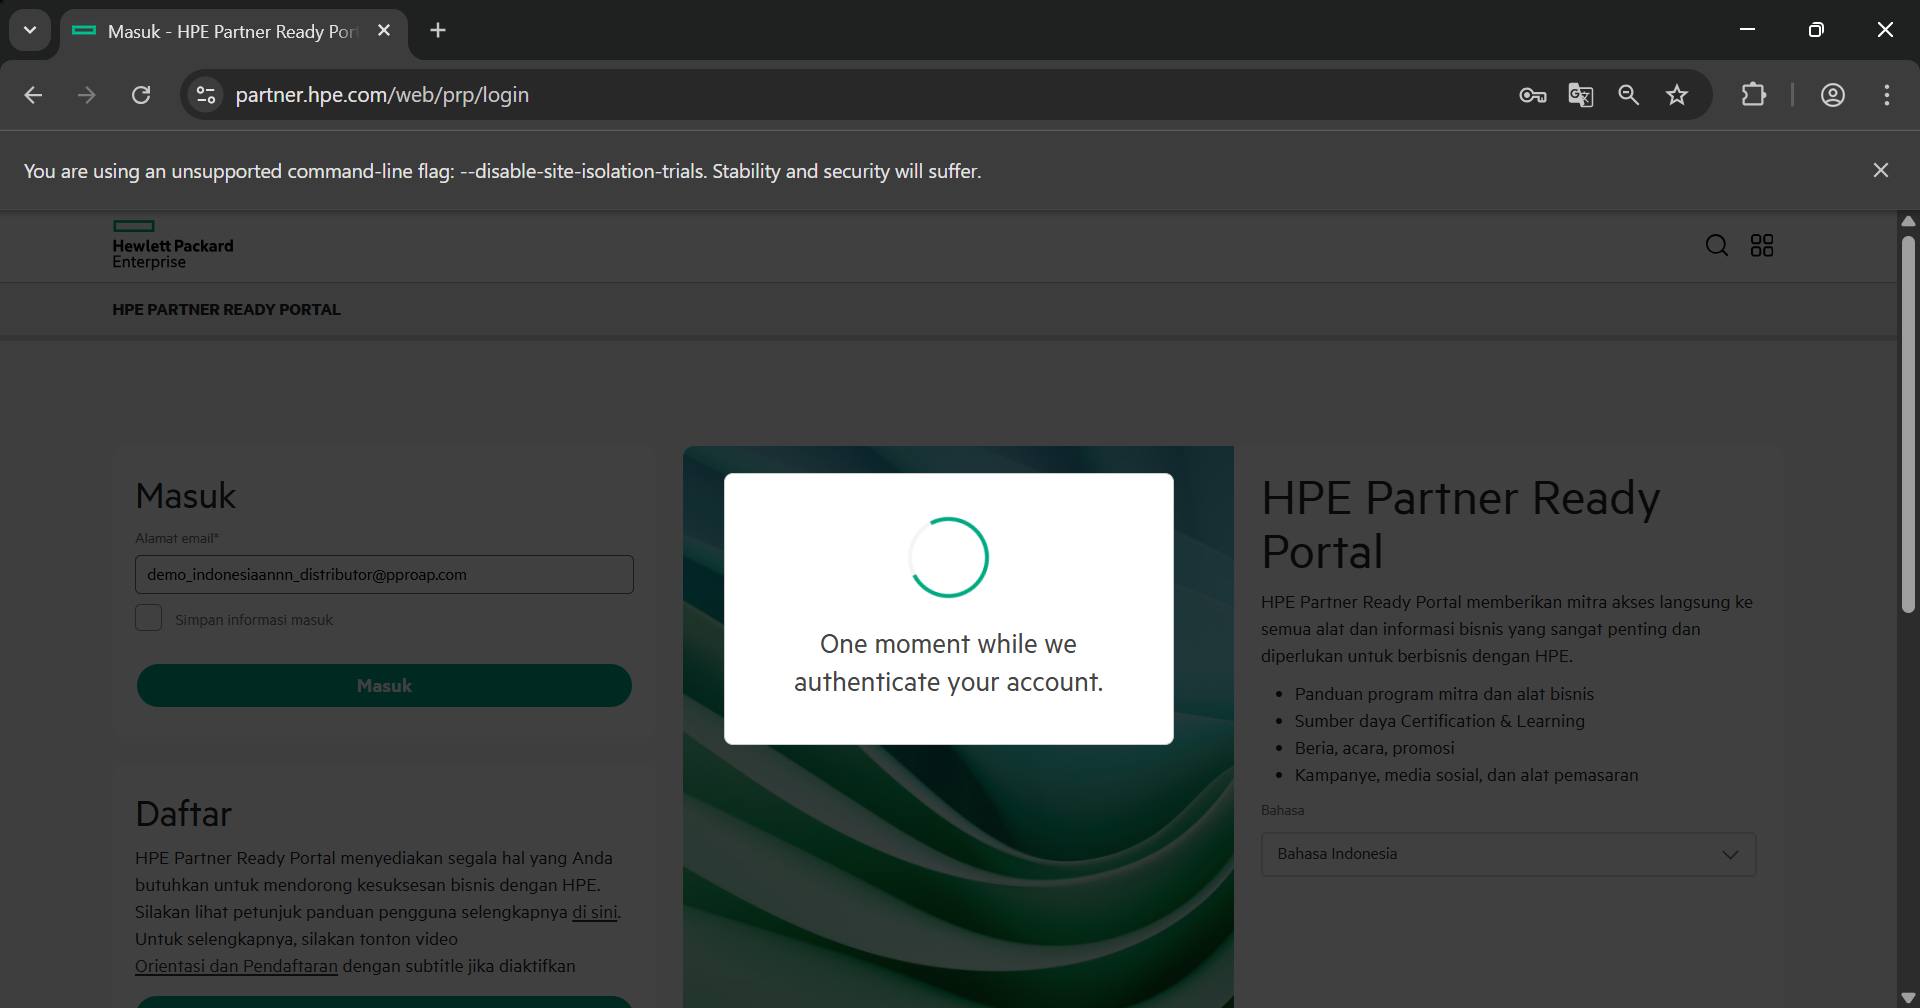 Masuk - HPE Partner Ready Por
partner.hpe.com/web/prp/login
You are using an unsupported command-line flag: --disable-site-isolation-trials. Stability and security will suffer.
Hewlett Packard
Enterprise
HPE PARTNER READY PORTAL
Masuk
Alamat email*
demo_indonesiaannn_distributor@pproap.com
Simpan informasi masuk
Masuk
Daftar
HPE Partner Ready Portal menyediakan segala hal yang Anda
butuhkan untuk mendorong kesuksesan bisnis dengan HPE.
Silakan lihat petunjuk panduan pengguna selengkapnya di sini.
Untuk selengkapnya, silakan tonton video
Orientasi dan Pendaftaran dengan subtitle jika diaktifkan
One moment while we
authenticate your account.
HPE Partner Ready
Portal
HPE Partner Ready Portal memberikan mitra akses langsung ke
semua alat dan informasi bisnis yang sangat penting dan
diperlukan untuk berbisnis dengan HPE.
• Panduan program mitra dan alat bisnis
• Sumber daya Certification & Learning
• Beria, acara, promosi
• Kampanye, media sosial, dan alat pemasaran
Bahasa
Bahasa Indonesia